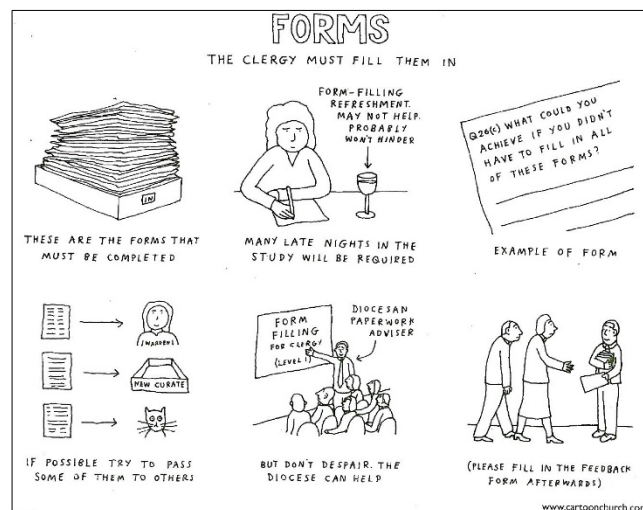 FORMS
THE CLERGY MUST FILL THEM IN
IN
THESE ARE THE FORMS THAT
MUST BE COMPLETED
FORM-FILLING
REFRESHMENT.
MAY NOT HELP.
PROBABLY
WON'T HINDER
MANY LATE NIGHTS IN THE
STUDY WILL BE REQUIRED
Q26(c) WHAT COULD YOU
ACHIEVE IF YOU DIDN'T
HAVE TO FILL IN ALL
OF THESE FORMS?
EXAMPLE OF FORM
WARDEN
NEW CURATE
IF POSSIBLE TRY TO PASS
SOME OF THEM TO OTHERS
FORM
FILLING
FOR CLERGY
(LEVEL 1)
DIOCESAN
PAPERWORK
ADVISER
BUT DON'T DESPAIR. THE
DIOCESE CAN HELP
(PLEASE FILL IN THE FEEDBACK
FORM AFTERWARDS)
www.cartoonchurch.com